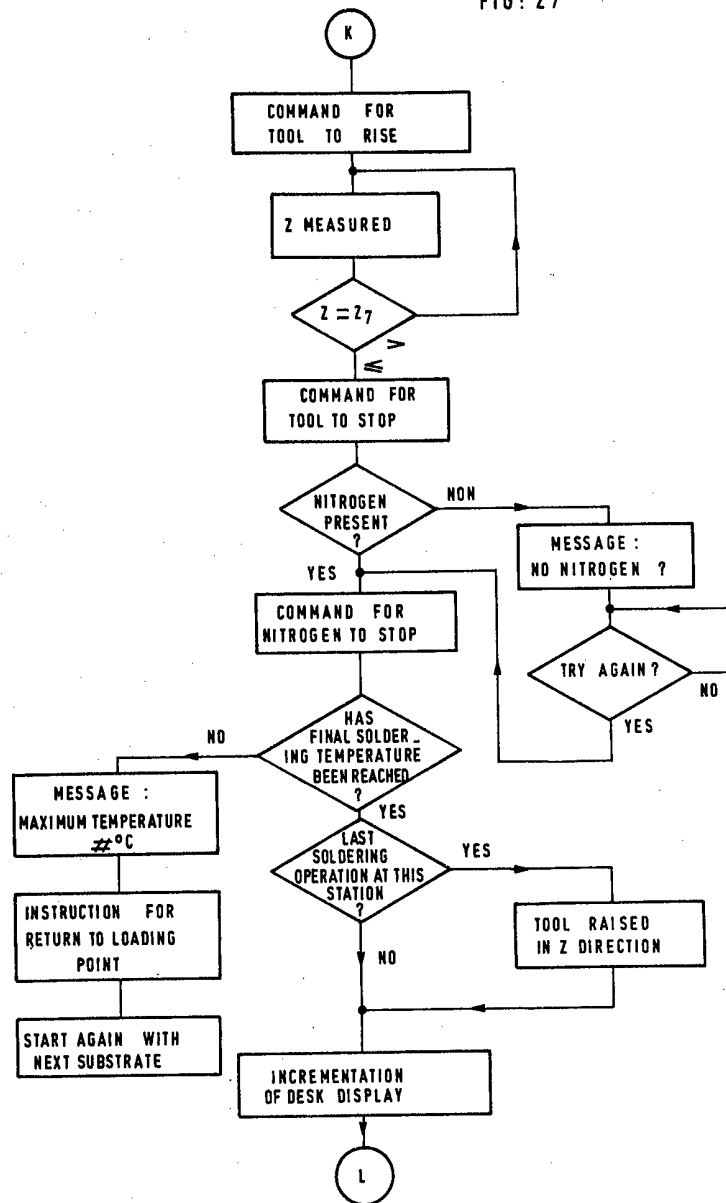 FIG: 27
K
COMMAND FOR
TOOL TO RISE
Z MEASURED
Z = Z7
>
≤
COMMAND FOR
TOOL TO STOP
NITROGEN
PRESENT
?
NON
MESSAGE :
NO NITROGEN ?
YES
COMMAND FOR
NITROGEN TO STOP
TRY AGAIN ?
NO
YES
HAS
FINAL SOLDER_
ING TEMPERATURE
BEEN REACHED
?
NO
MESSAGE :
MAXIMUM TEMPERATURE
#°C
YES
LAST
SOLDERING
OPERATION AT THIS
STATION
?
YES
INSTRUCTION FOR
RETURN TO LOADING
POINT
TOOL RAISED
IN Z DIRECTION
NO
START AGAIN WITH
NEXT SUBSTRATE
INCREMENTATION
OF DESK DISPLAY
L